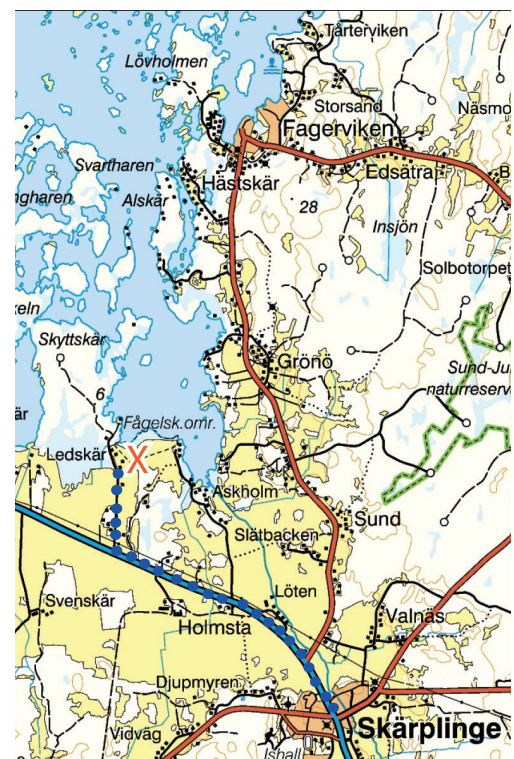 Tårterviken
Lövholmen
Storsand
Näsmo
Fagerviken
Svartharen
Edsätra
B
Hästskär
ngharen
Alskär
28
Insjön
Solbotorpet
keln
Skyttskär
Grönö
Sund-Ju
naturreserv
6
Fågelsk.omr.
är
Ledskär
X
Askholm
Sund
Slätbacken
Löten
Svenskär
Holmsta
Valnäs
Djupmyren
Skärplinge
Vidväg
Ishall